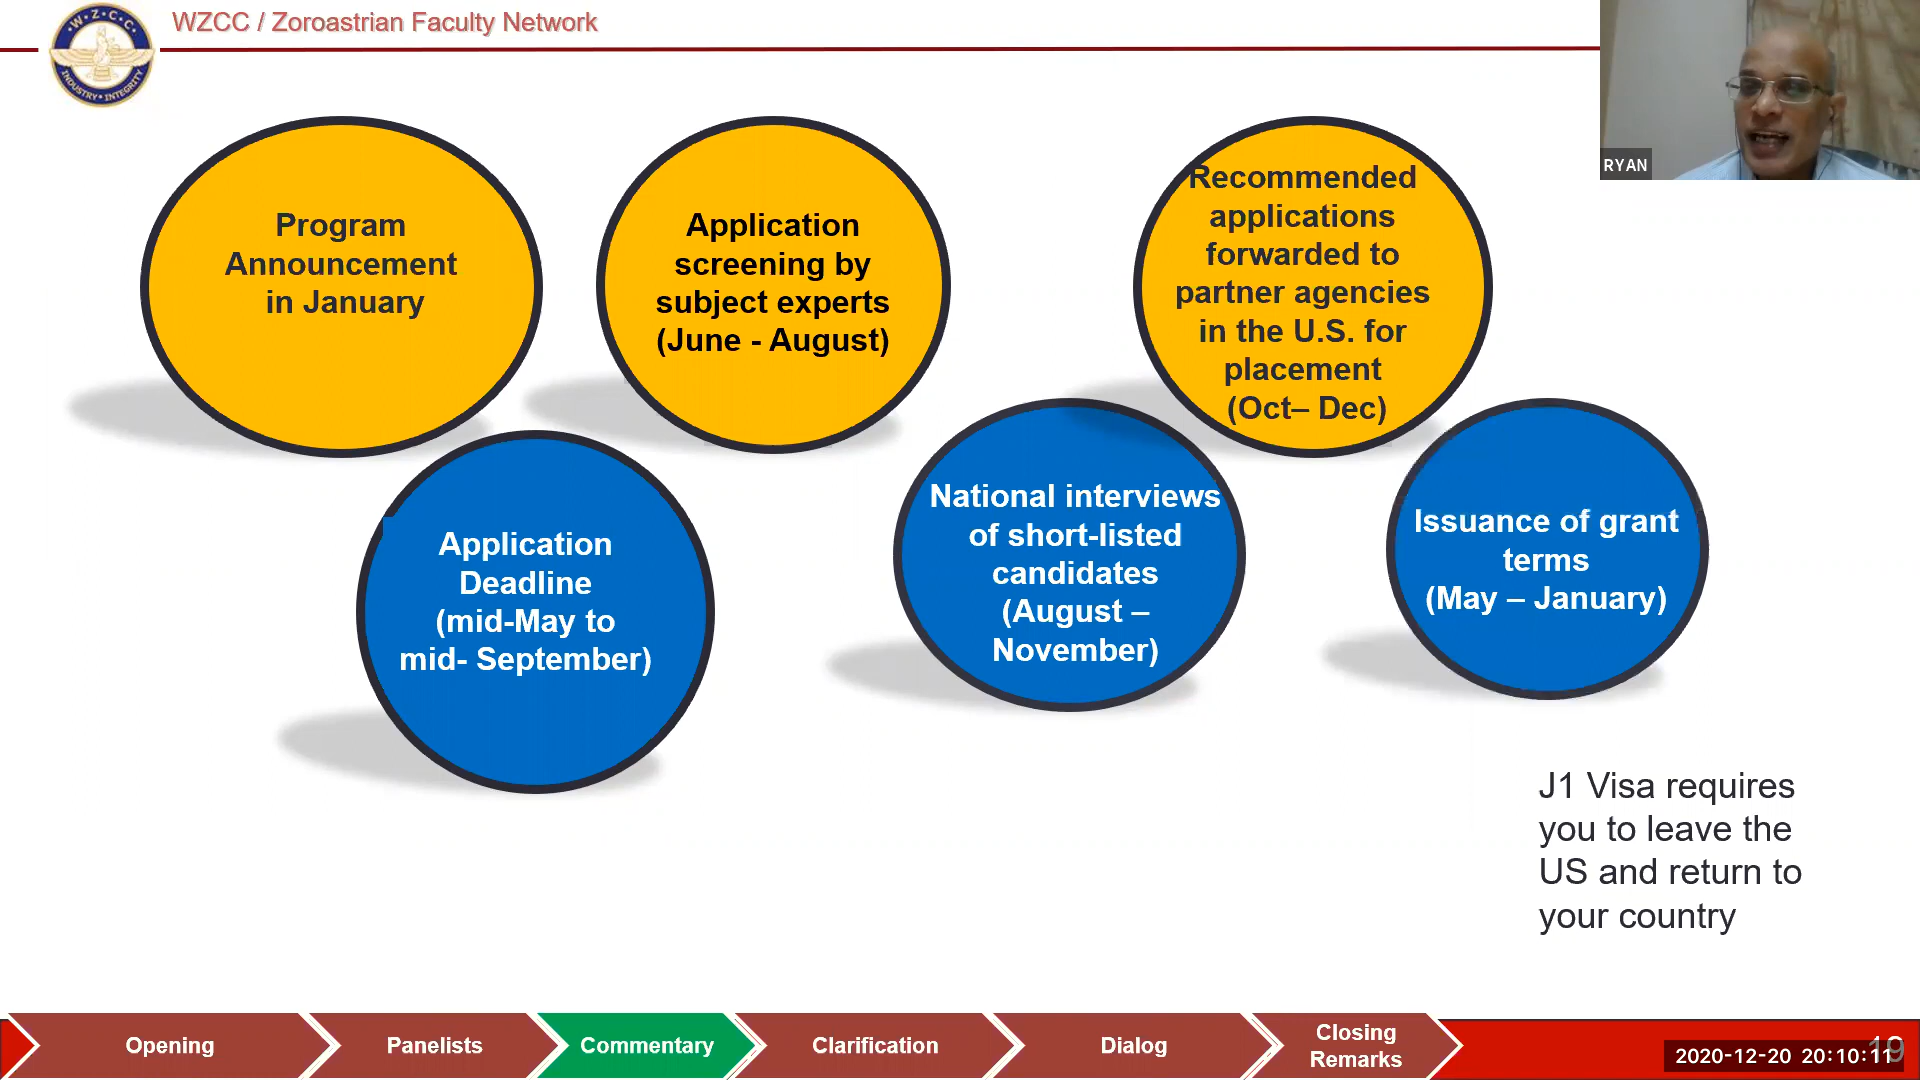 WZCC / Zoroastrian Faculty Network
W.Z.C.C.
INDUSTRY • INTEGRITY
RYAN
Program
Announcement
in January
Application
screening by
subject experts
(June - August)
Recommended
applications
forwarded to
partner agencies
in the U.S. for
placement
(Oct– Dec)
Application
Deadline
(mid-May to
mid- September)
National interviews
of short-listed
candidates
(August –
November)
Issuance of grant
terms
(May – January)
J1 Visa requires
you to leave the
US and return to
your country
Opening
Panelists
Commentary
Clarification
Dialog
Closing
Remarks
19
2020-12-20 20:10:11